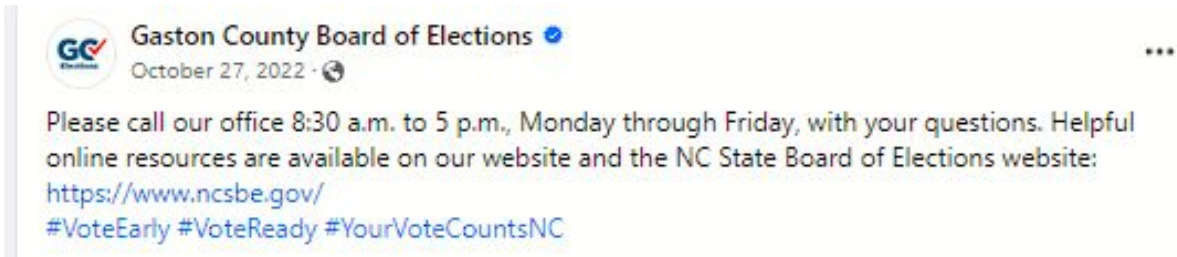 GC
Elections
Gaston County Board of Elections
October 27, 2022 ·
Please call our office 8:30 a.m. to 5 p.m., Monday through Friday, with your questions. Helpful
online resources are available on our website and the NC State Board of Elections website:
https://www.ncsbe.gov/
#VoteEarly #VoteReady #YourVoteCountsNC